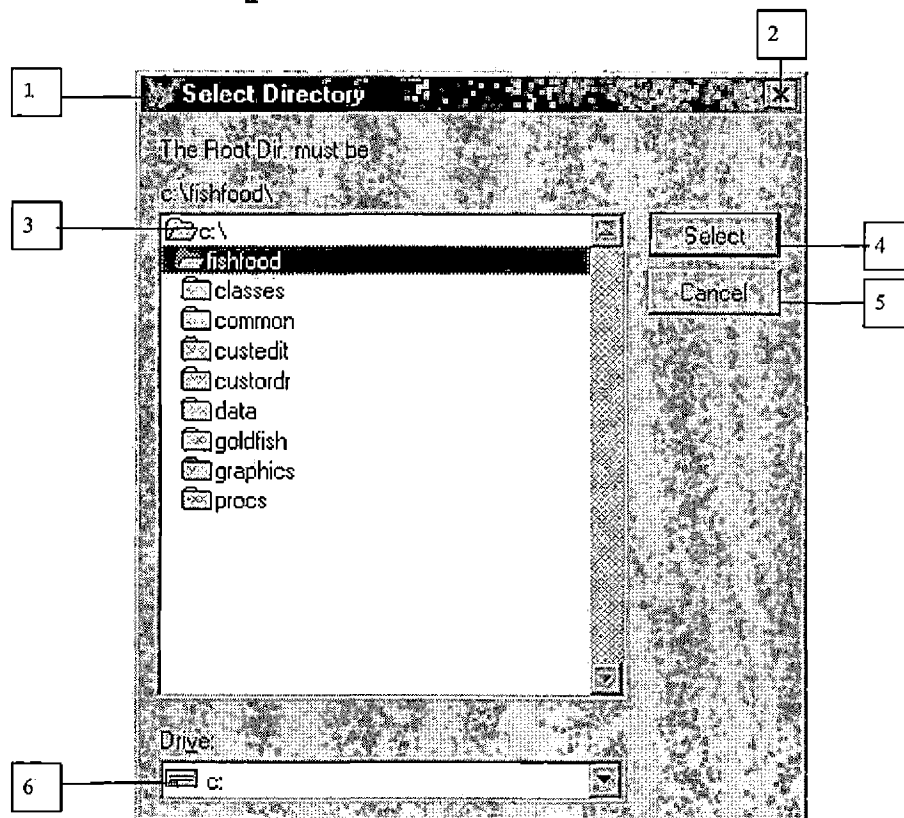 2
1
Select Directory
The Root Dir. must be
c:\fishfood\
3
c:\
Select
4
fishfood
classes
Cancel
5
common
custedit
custordr
data
goldfish
graphics
procs
Drive:
6
c: